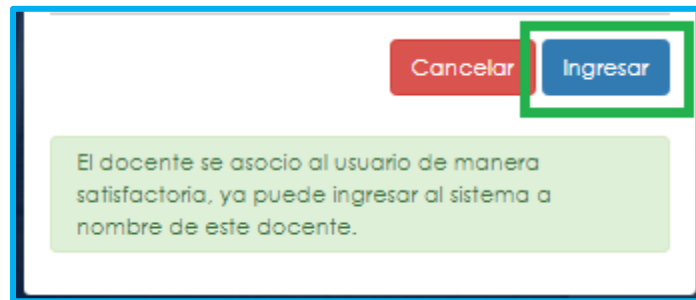 Cancelar Ingresar
El docente se asocio al usuario de manera
satisfactoria, ya puede ingresar al sistema a
nombre de este docente.